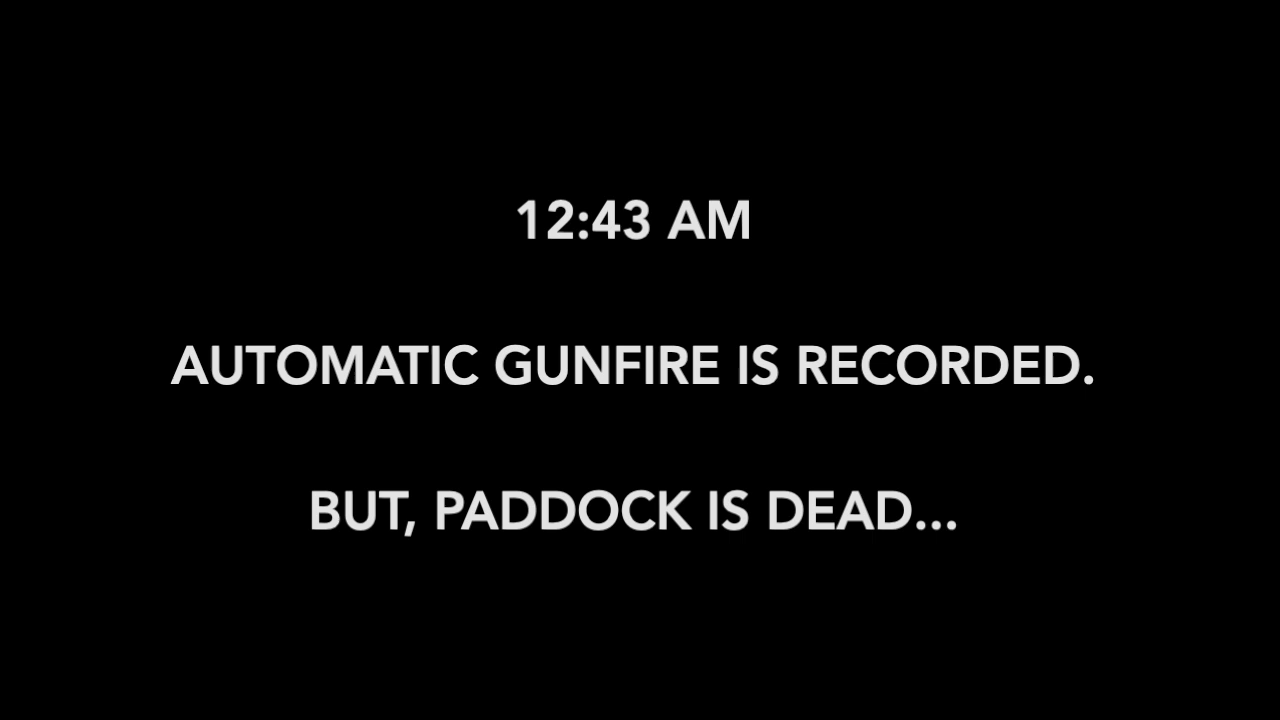 12:43 AM
AUTOMATIC GUNFIRE IS RECORDED.
BUT, PADDOCK IS DEAD...